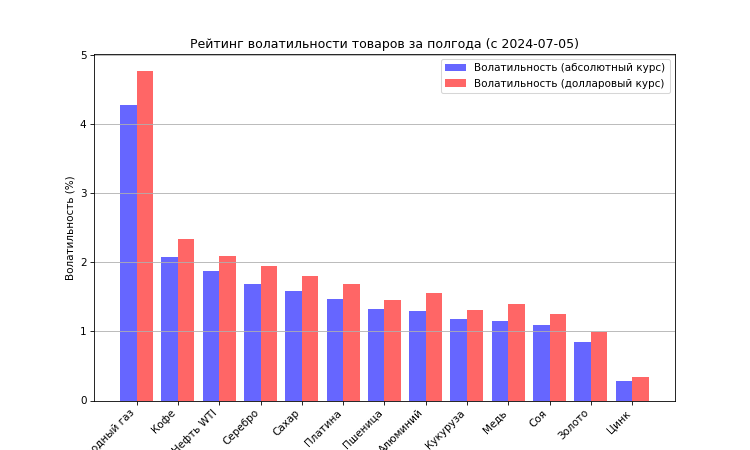 Рейтинг волатильности товаров за полгода (с 2024-07-05)
Волатильность (абсолютный курс)
Волатильность (долларовый курс)
Волатильность (%)
5
4
3
2
1
0
одный газ
Кофе
Нефть WTI
Серебро
Сахар
Платина
Пшеница
Алюминий
Кукуруза
Медь
Соя
Золото
Цинк